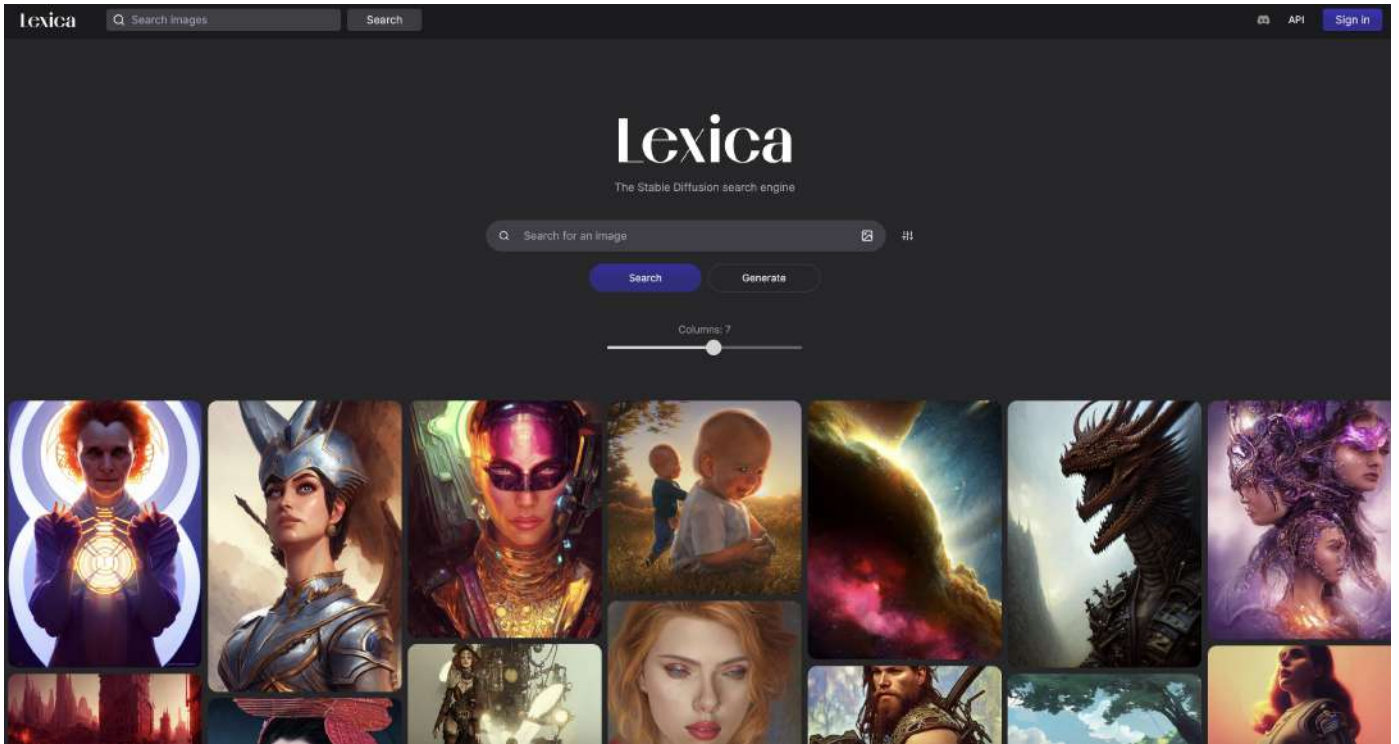 Lexica
Search images
Search
API
Sign in
Lexica
The Stable Diffusion search engine
Search for an image
Search
Generate
Columns: 7